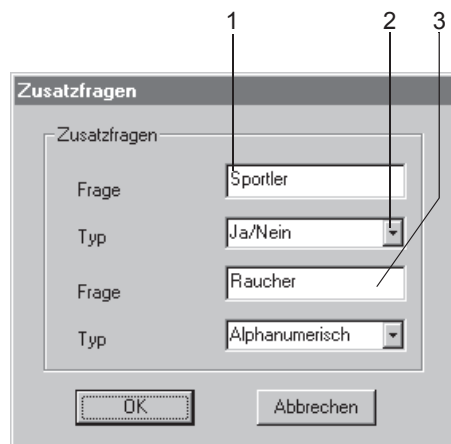 1 2 3
Zusatzfragen
Zusatzfragen
Frage Sportler
Typ Ja/Nein
Frage Raucher
Typ Alphanumerisch
OK Abbrechen